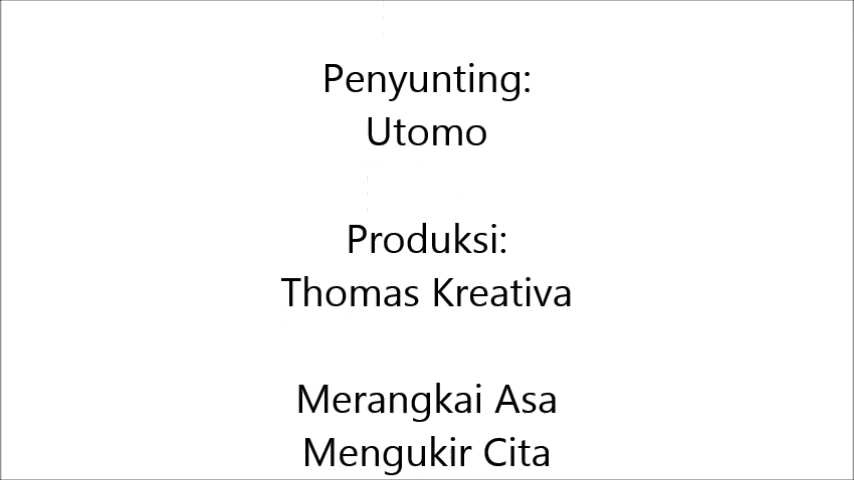 Penyunting:
Utomo
Produksi:
Thomas Kreativa
Merangkai Asa
Mengukir Cita